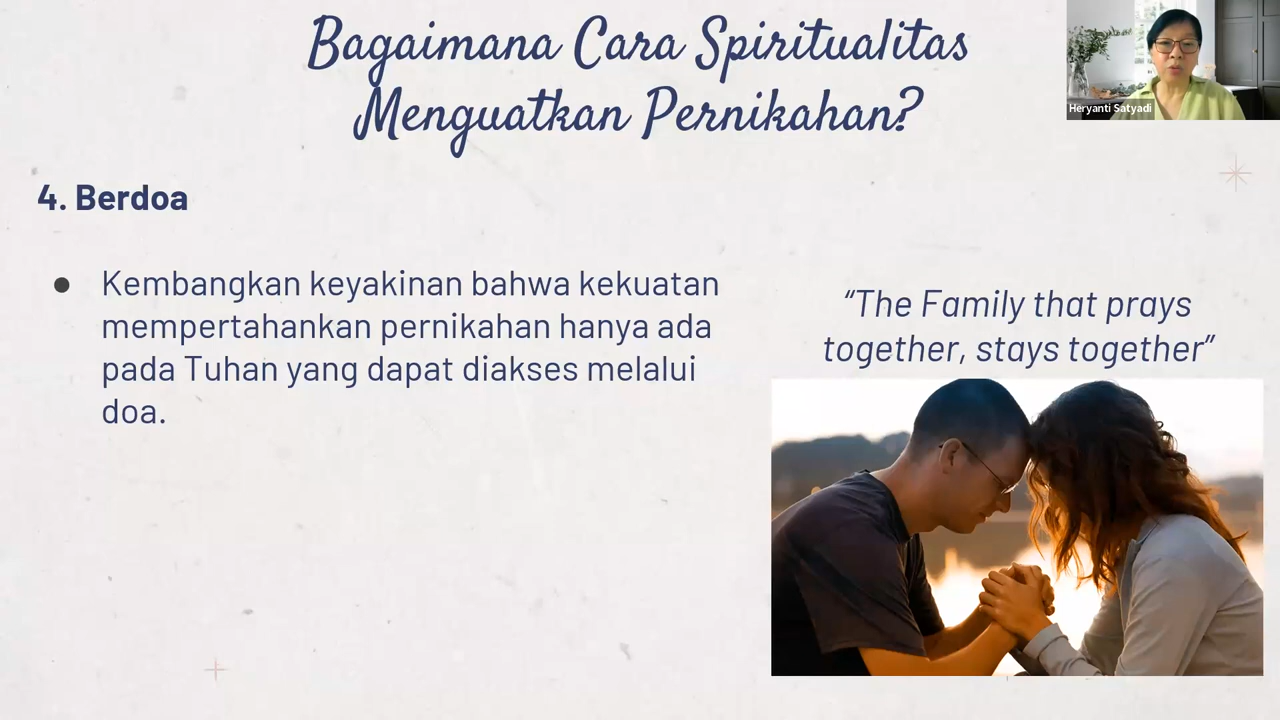 Bagaimana Cara Spiritualitas
Menguatkan Pernikahan?
Heryanti Satyadi
4. Berdoa
● Kembangkan keyakinan bahwa kekuatan
mempertahankan pernikahan hanya ada
pada Tuhan yang dapat diakses melalui
doa.
“The Family that prays
together, stays together”